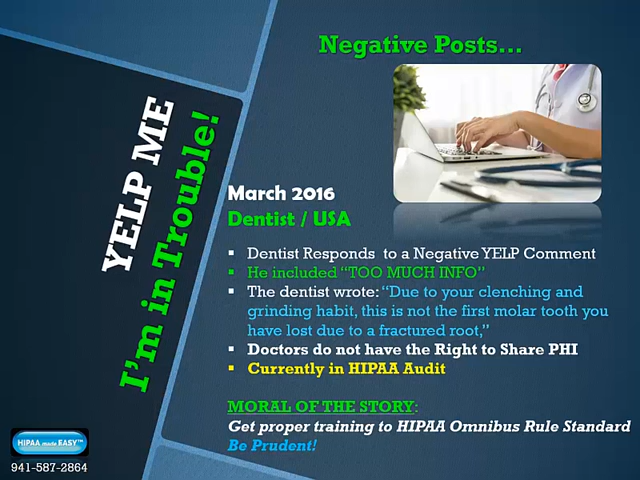 Negative Posts...
YELP ME
I'm in Trouble!
March 2016
Dentist / USA
▪ Dentist Responds to a Negative YELP Comment
▪ He included "TOO MUCH INFO"
▪ The dentist wrote: "Due to your clenching and
grinding habit, this is not the first molar tooth you
have lost due to a fractured root,"
▪ Doctors do not have the Right to Share PHI
▪ Currently in HIPAA Audit
MORAL OF THE STORY:
Get proper training to HIPAA Omnibus Rule Standard
Be Prudent!
HIPAA made EASY™
941-587-2864